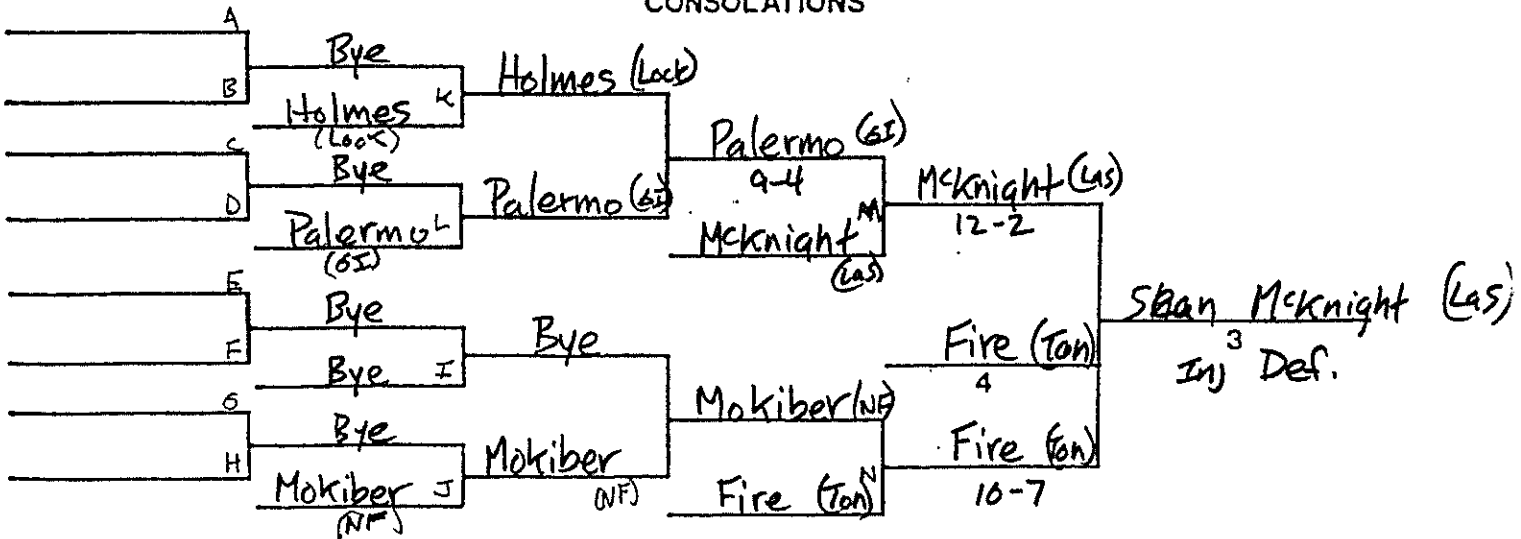 CONSOLATIONS
A
Bye
B
Holmes (Lock)
Holmes K
(Lock)
C
Bye
Palermo (GI)
9-4
D
Palermo (GI)
McKnight (Las)
12-2
Palermo L
(GI)
McKnight M
(Las)
E
Bye
Sean McKnight (Las)
3
Inj Def.
F
Bye
Bye I
Fire (Ton)
4
G
Mokiber (NF)
Bye
H
Mokiber
(NF)
Fire (Ton)
10-7
Mokiber J
(NF)
Fire (Ton) N